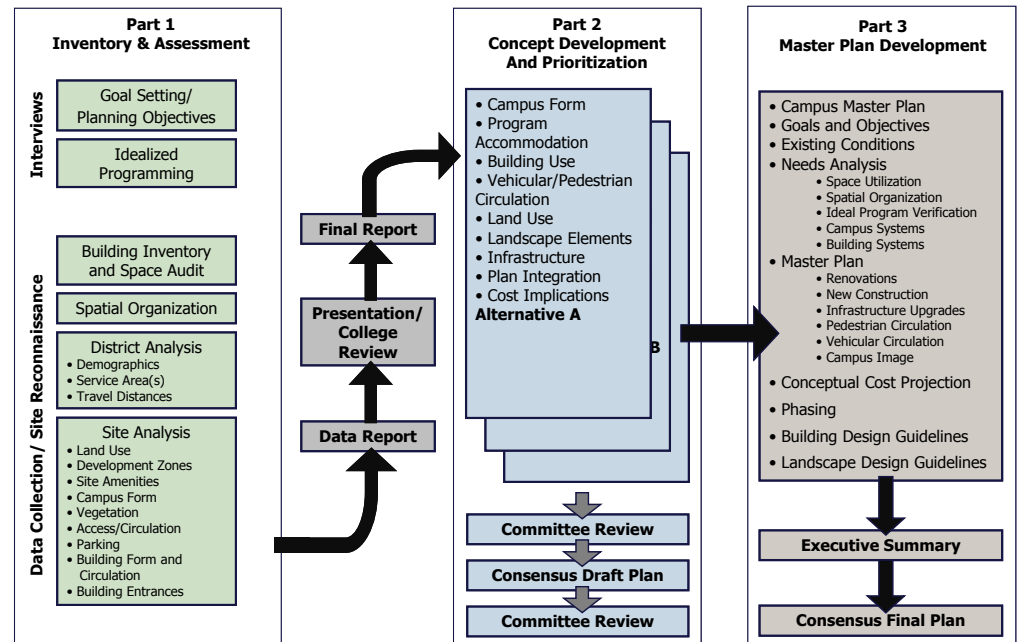 Part 1
Inventory & Assessment
Interviews
Goal Setting/
Planning Objectives
Idealized
Programming
Data Collection/ Site Reconnaissance
Building Inventory
and Space Audit
Spatial Organization
District Analysis
• Demographics
• Service Area(s)
• Travel Distances
Site Analysis
• Land Use
• Development Zones
• Site Amenities
• Campus Form
• Vegetation
• Access/Circulation
• Parking
• Building Form and
Circulation
• Building Entrances
Final Report
Presentation/
College
Review
Data Report
Part 2
Concept Development
And Prioritization
• Campus Form
• Program
Accommodation
• Building Use
• Vehicular/Pedestrian
Circulation
• Land Use
• Landscape Elements
• Infrastructure
• Plan Integration
• Cost Implications
Alternative A
B
Committee Review
Consensus Draft Plan
Committee Review
Part 3
Master Plan Development
• Campus Master Plan
• Goals and Objectives
• Existing Conditions
• Needs Analysis
• Space Utilization
• Spatial Organization
• Ideal Program Verification
• Campus Systems
• Building Systems
• Master Plan
• Renovations
• New Construction
• Infrastructure Upgrades
• Pedestrian Circulation
• Vehicular Circulation
• Campus Image
• Conceptual Cost Projection
• Phasing
• Building Design Guidelines
• Landscape Design Guidelines
Executive Summary
Consensus Final Plan